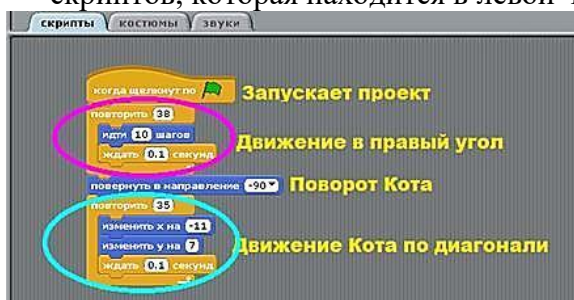 скриптов, которая находится в левой
скрипты костюмы звуки
когда щелкнут по Запускает проект
повторить 38
идти 10 шагов
ждать 0.1 секунд
Движение в правый угол
повернуть в направление -90 Поворот Кота
повторить 35
изменить х на -11
изменить у на 7
ждать 0.1 секунд
Движение Кота по диагонали